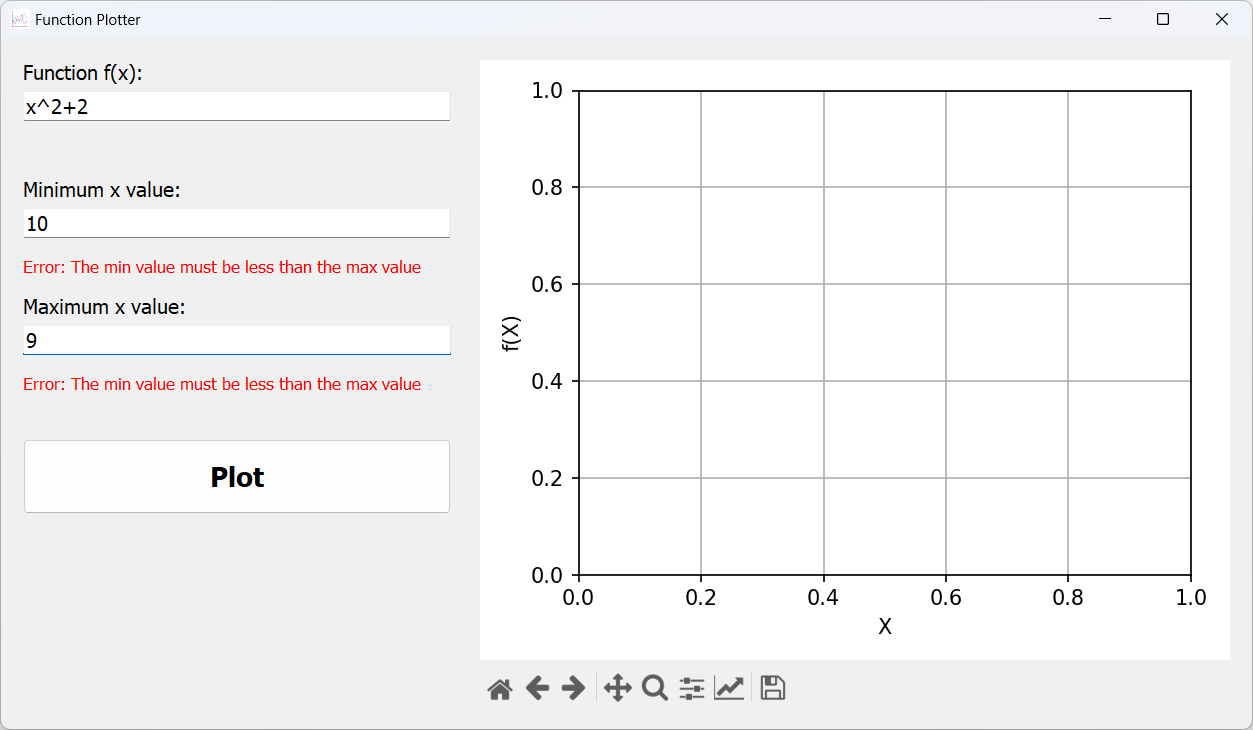 Function Plotter
Function f(x):
x^2+2
Minimum x value:
10
Error: The min value must be less than the max value
Maximum x value:
9
Error: The min value must be less than the max value
Plot
1.0
0.8
0.6
0.4
0.2
0.0
f(X)
0.0 0.2 0.4 0.6 0.8 1.0
X